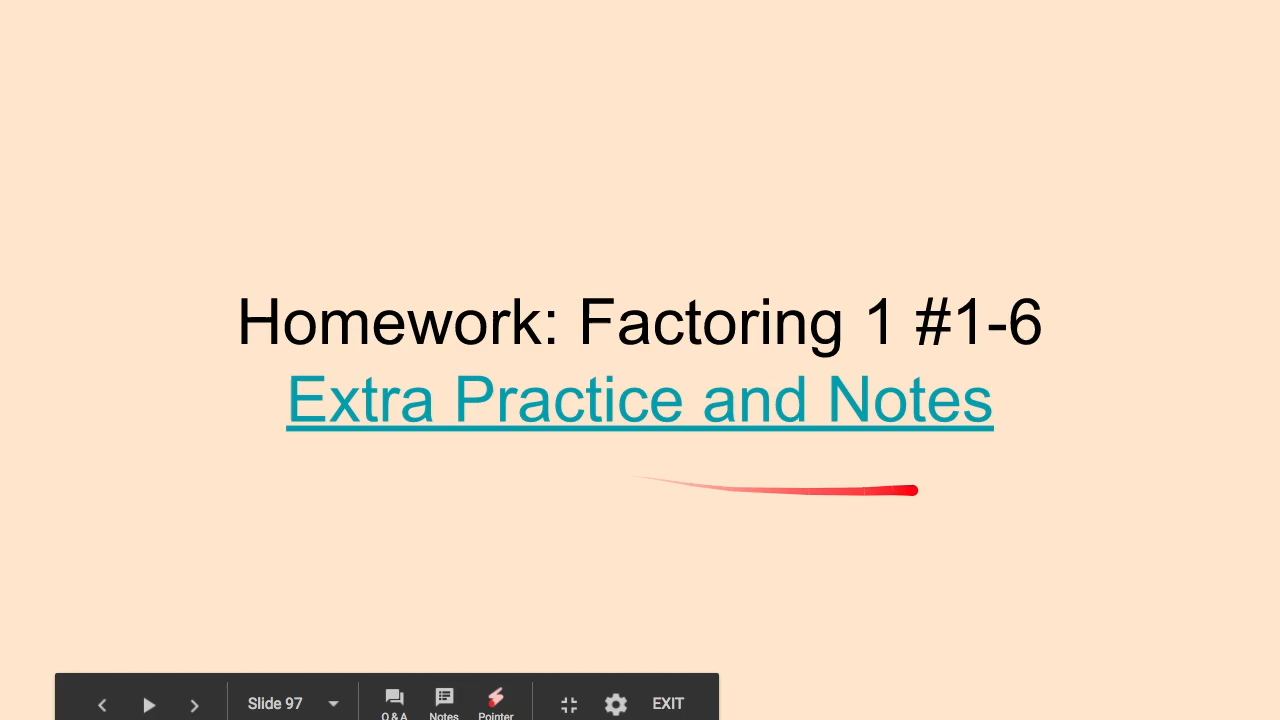 Homework: Factoring 1 #1-6
Extra Practice and Notes
Slide 97
Q & A
Notes
Pointer
EXIT